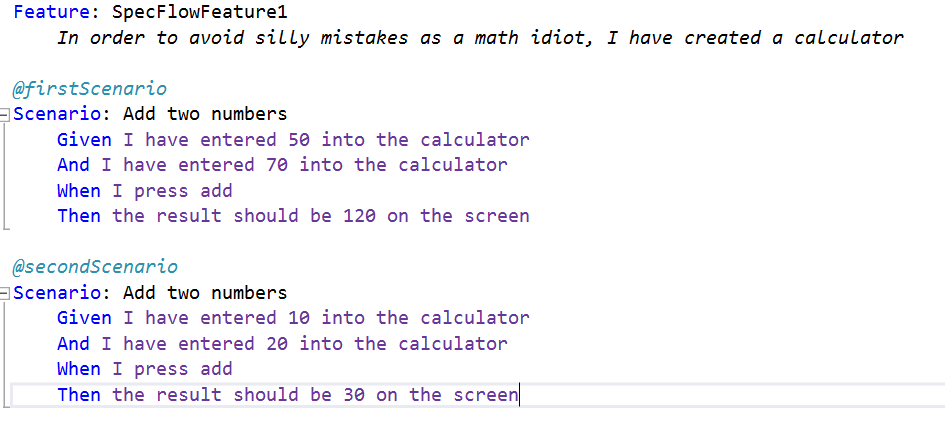 Feature: SpecFlowFeature1
In order to avoid silly mistakes as a math idiot, I have created a calculator
@firstScenario
Scenario: Add two numbers
Given I have entered 50 into the calculator
And I have entered 70 into the calculator
When I press add
Then the result should be 120 on the screen
@secondScenario
Scenario: Add two numbers
Given I have entered 10 into the calculator
And I have entered 20 into the calculator
When I press add
Then the result should be 30 on the screen